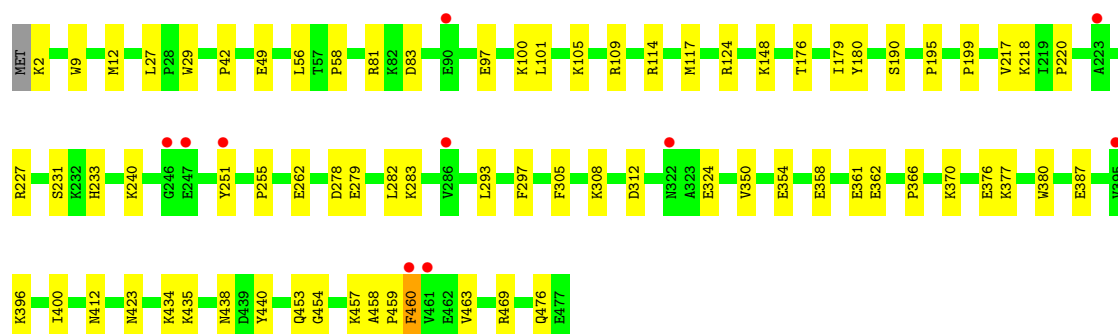 MET K2 W9 M12 L27 P28 W29 P42 E49 L56 T57 P58 R81 K82 D83 E90 E97 K100 L101 K105 R109 R114 M117 R124 K148 T176 I179 Y180 S190 P195 P199 V217 K218 I219 P220 A223
R227 S231 K232 H233 K240 G246 E247 Y251 P255 E262 D278 E279 L282 K283 V286 L293 F297 F305 K308 D312 N322 A323 E324 V350 E354 E358 E361 E362 P366 K370 E376 K377 W380 E387 V395
K396 I400 N412 N423 K434 K435 N438 D439 Y440 Q453 G454 K457 A458 P459 F460 V461 E462 V463 R469 Q476 E477